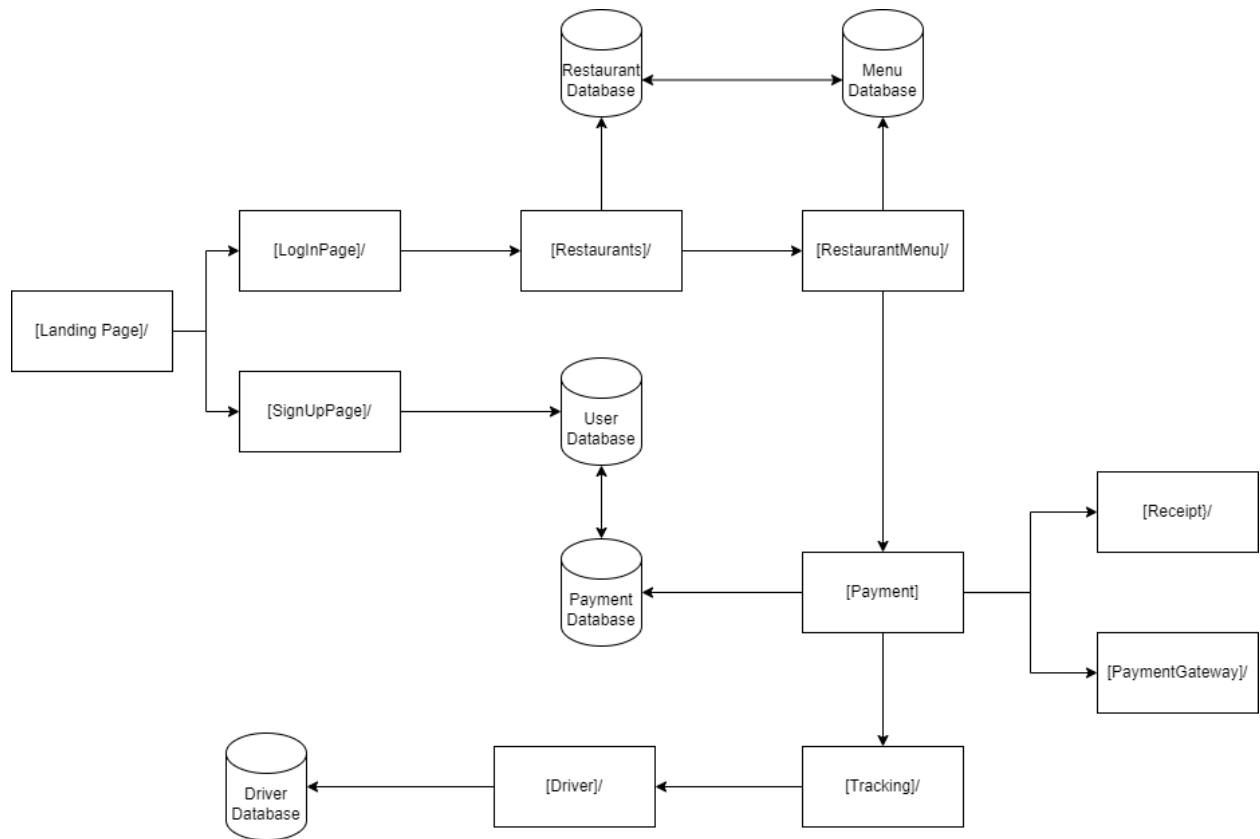 Restaurant
Database
Menu
Database
[LogInPage]/
[Restaurants]/
[RestaurantMenu]/
[Landing Page]/
[SignUpPage]/
User
Database
[Receipt}/
Payment
Database
[Payment]
[PaymentGateway]/
Driver
Database
[Driver]/
[Tracking]/